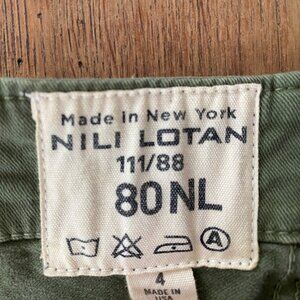 Made in New York
NILI LOTAN
111/88
80NL
A
4
MADE IN
USA